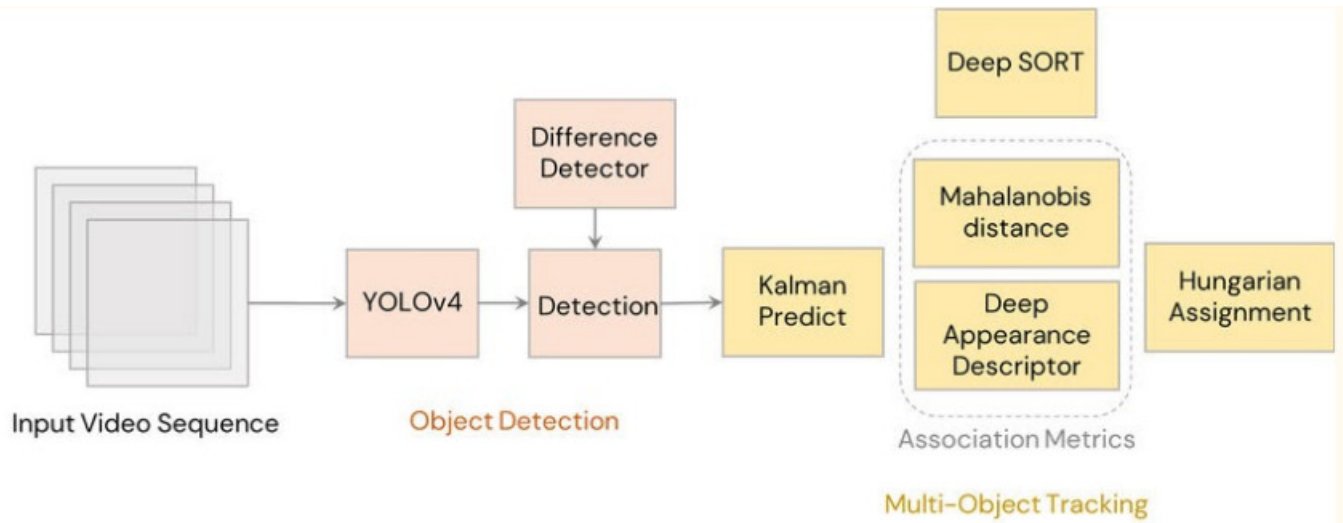 Deep SORT
Difference
Detector
Mahalanobis
distance
YOLOv4
Detection
Kalman
Predict
Deep
Appearance
Descriptor
Hungarian
Assignment
Input Video Sequence
Object Detection
Association Metrics
Multi-Object Tracking